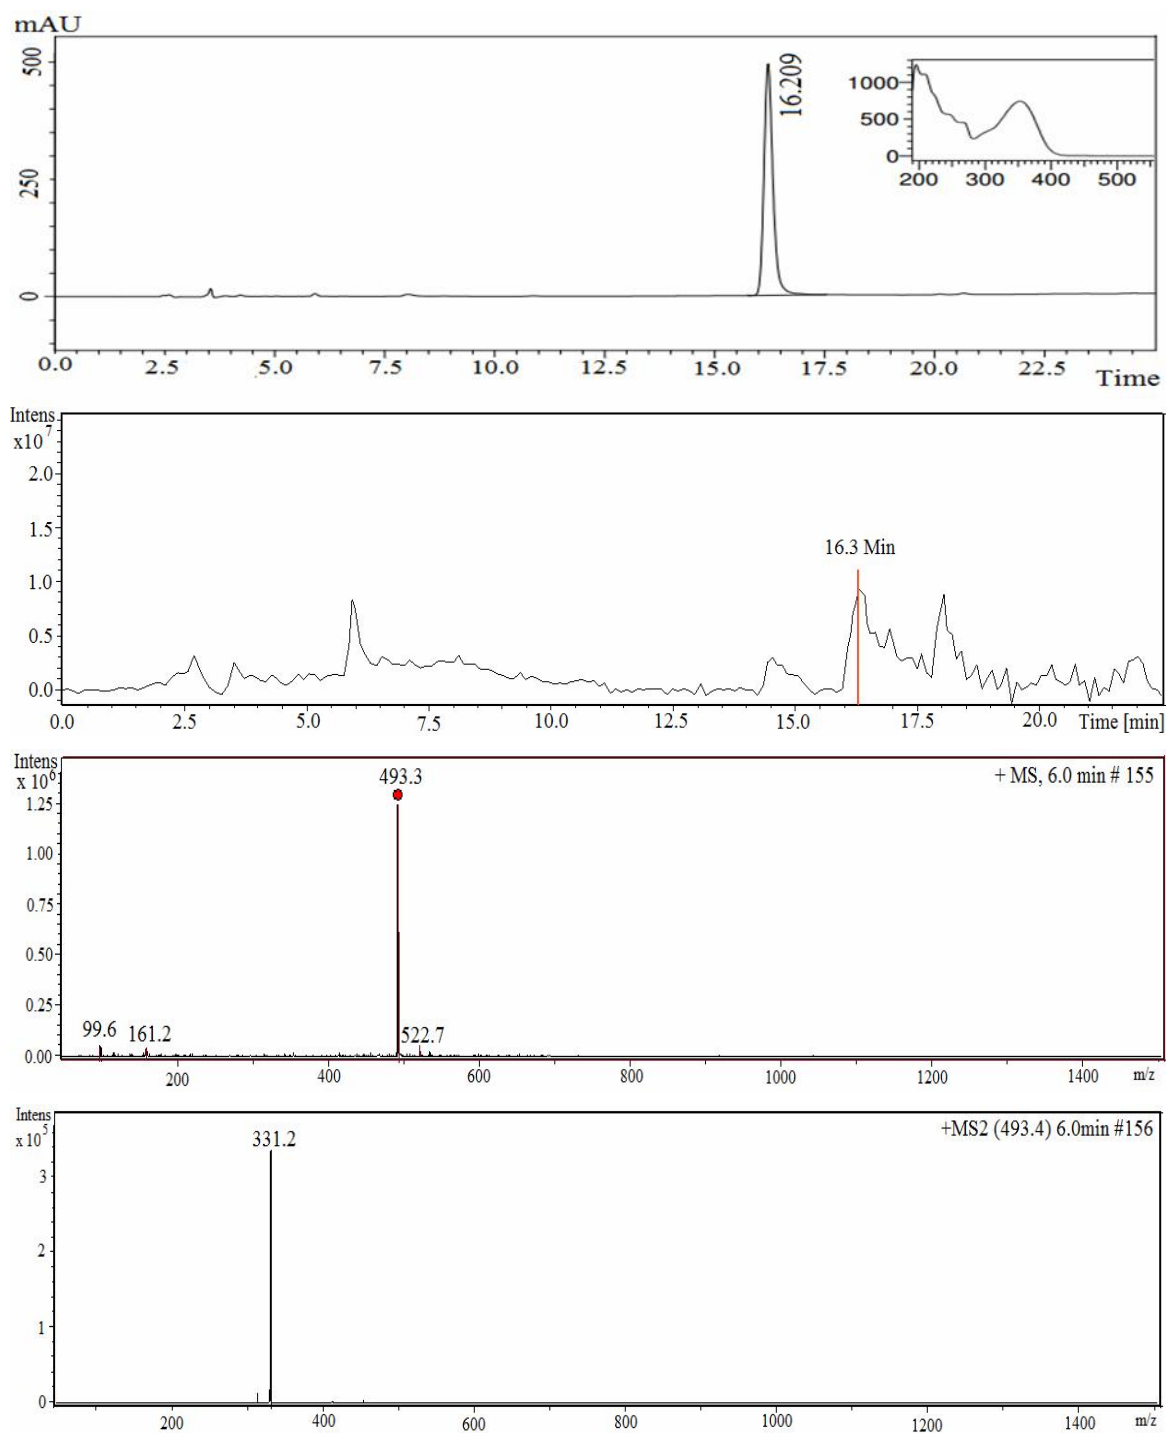 mAU
500
250
0
16.209
1000
500
0
200 300 400 500
0.0 2.5 5.0 7.5 10.0 12.5 15.0 17.5 20.0 22.5
Time
Intens
x10 7
2.0
1.5
1.0
0.5
0.0
16.3 Min
0.0 2.5 5.0 7.5 10.0 12.5 15.0 17.5 20.0 Time [min]
Intens
x 10 6
1.25
1.00
0.75
0.50
0.25
0.00
493.3
+ MS, 6.0 min # 155
99.6 161.2 522.7
200 400 600 800 1000 1200 1400 m/z
Intens
x 10 5
3
2
1
0
331.2
+MS2 (493.4) 6.0min #156
200 400 600 800 1000 1200 1400 m/z